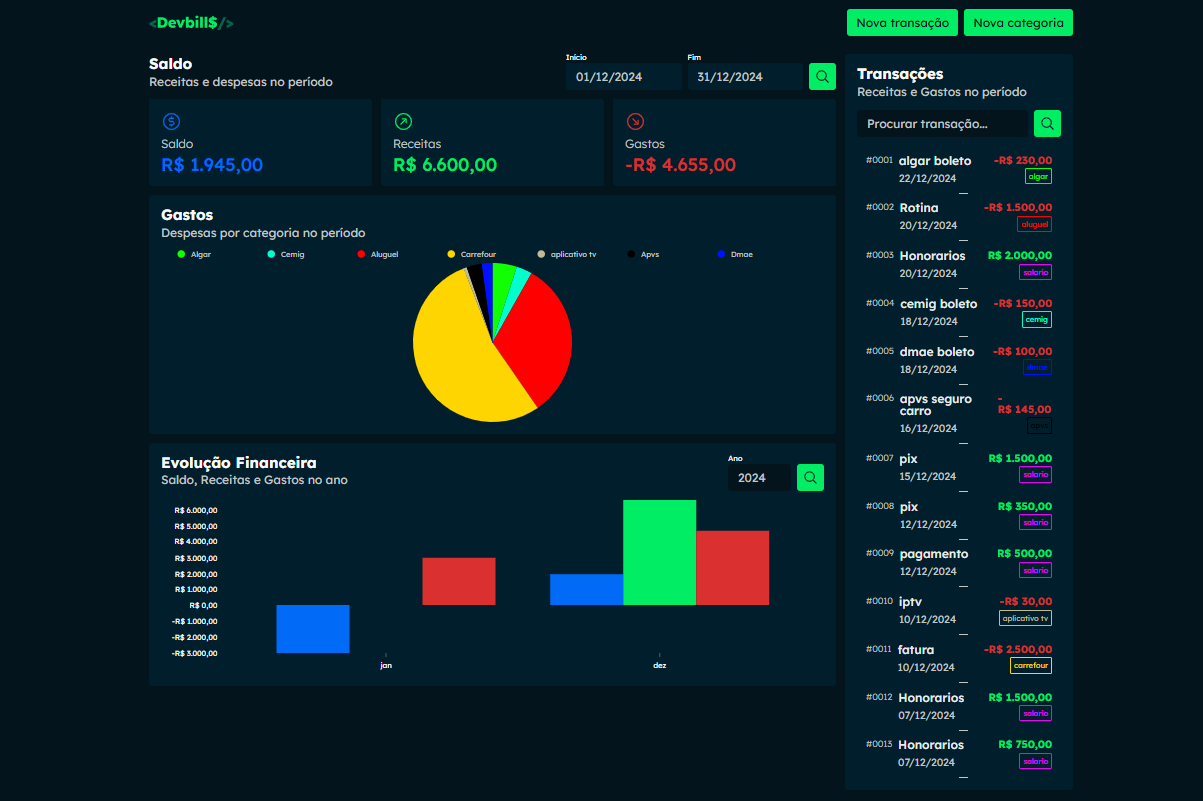 <Devbill$/>
Nova transação
Nova categoria
Saldo
Receitas e despesas no período
Início
01/12/2024
Fim
31/12/2024
Saldo
R$ 1.945,00
Receitas
R$ 6.600,00
Gastos
-R$ 4.655,00
Gastos
Despesas por categoria no período
Algar
Cemig
Aluguel
Carrefour
aplicativo tv
Apvs
Dmae
Evolução Financeira
Saldo, Receitas e Gastos no ano
Ano
2024
R$ 6.000,00
R$ 5.000,00
R$ 4.000,00
R$ 3.000,00
R$ 2.000,00
R$ 1.000,00
R$ 0,00
-R$ 1.000,00
-R$ 2.000,00
-R$ 3.000,00
jan
dez
Transações
Receitas e Gastos no período
Procurar transação...
#0001 algar boleto -R$ 230,00
22/12/2024 algar
#0002 Rotina -R$ 1.500,00
20/12/2024 aluguel
#0003 Honorarios R$ 2.000,00
20/12/2024 salario
#0004 cemig boleto -R$ 150,00
18/12/2024 cemig
#0005 dmae boleto -R$ 100,00
18/12/2024 dmae
#0006 apvs seguro -
carro R$ 145,00
16/12/2024 apvs
#0007 pix R$ 1.500,00
15/12/2024 salario
#0008 pix R$ 350,00
12/12/2024 salario
#0009 pagamento R$ 500,00
12/12/2024 salario
#0010 iptv -R$ 30,00
10/12/2024 aplicativo tv
#0011 fatura -R$ 2.500,00
10/12/2024 carrefour
#0012 Honorarios R$ 1.500,00
07/12/2024 salario
#0013 Honorarios R$ 750,00
07/12/2024 salario